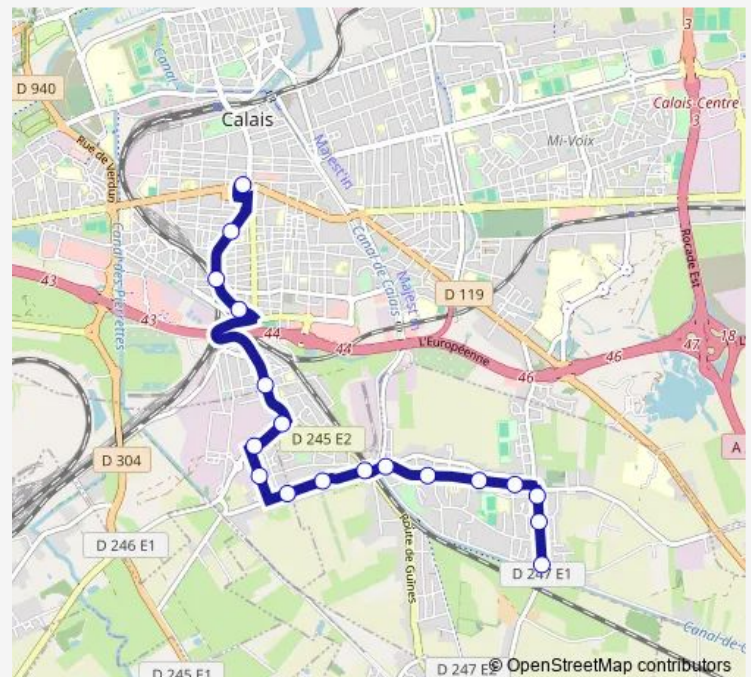 3
D 940
Canal
Calais
Calais-Centre
3
Rue de Verdun
Majest'in
Mi-Voix
Canal des Pierrettes
Canal de Calais
Rocade Est
43
D 119
Majest'in
43
44
44
L'Européenne
46
46
47
18
D 245 E2
A
D 304
D 246 E1
Route de Guînes
D 247 E1
D 245 E1
D 247 E2
© OpenStreetMap contributors